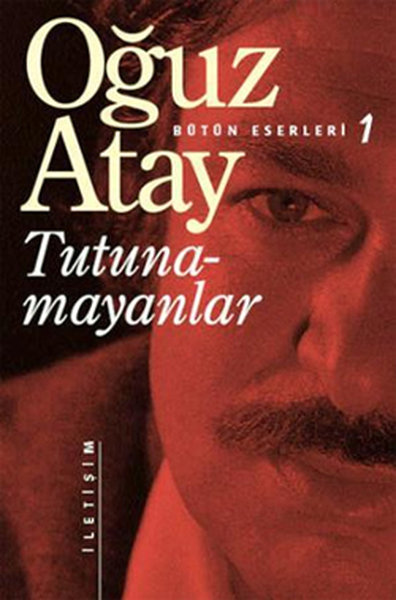 Oğuz
BÜTÜN ESERLERİ 1
Atay
Tutuna-
mayanlar
İLETİŞİM